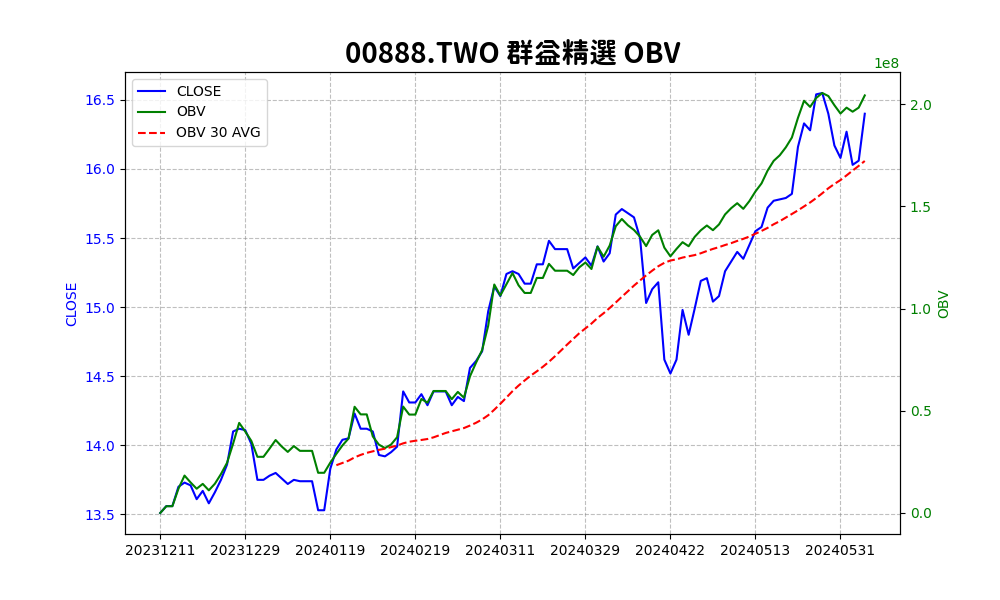 00888.TWO 群益精選 OBV
1e8
CLOSE
OBV
OBV 30 AVG
16.5
16.0
15.5
15.0
14.5
14.0
13.5
CLOSE
2.0
1.5
1.0
0.5
0.0
OBV
20231211 20231229 20240119 20240219 20240311 20240329 20240422 20240513 20240531